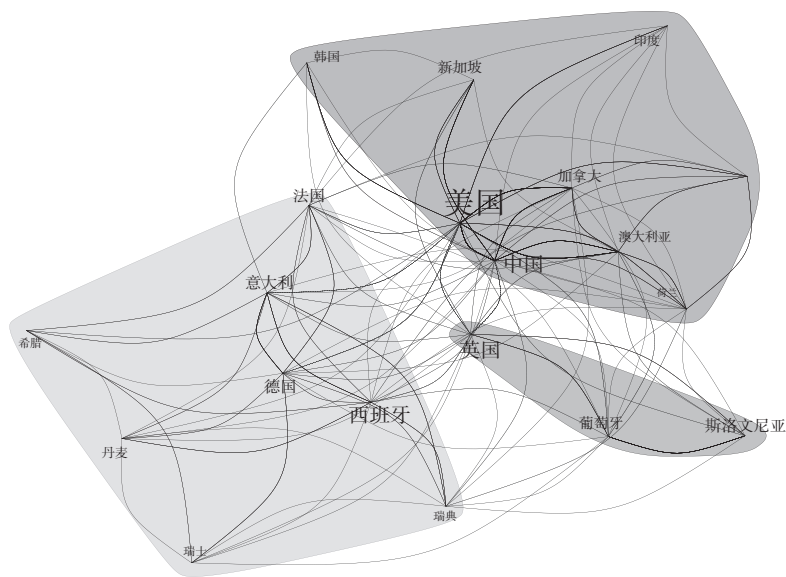 印度
韩国
新加坡
加拿大
法国
美国
澳大利亚
中国
意大利
荷兰
希腊
英国
德国
西班牙
葡萄牙
斯洛文尼亚
丹麦
瑞典
瑞士